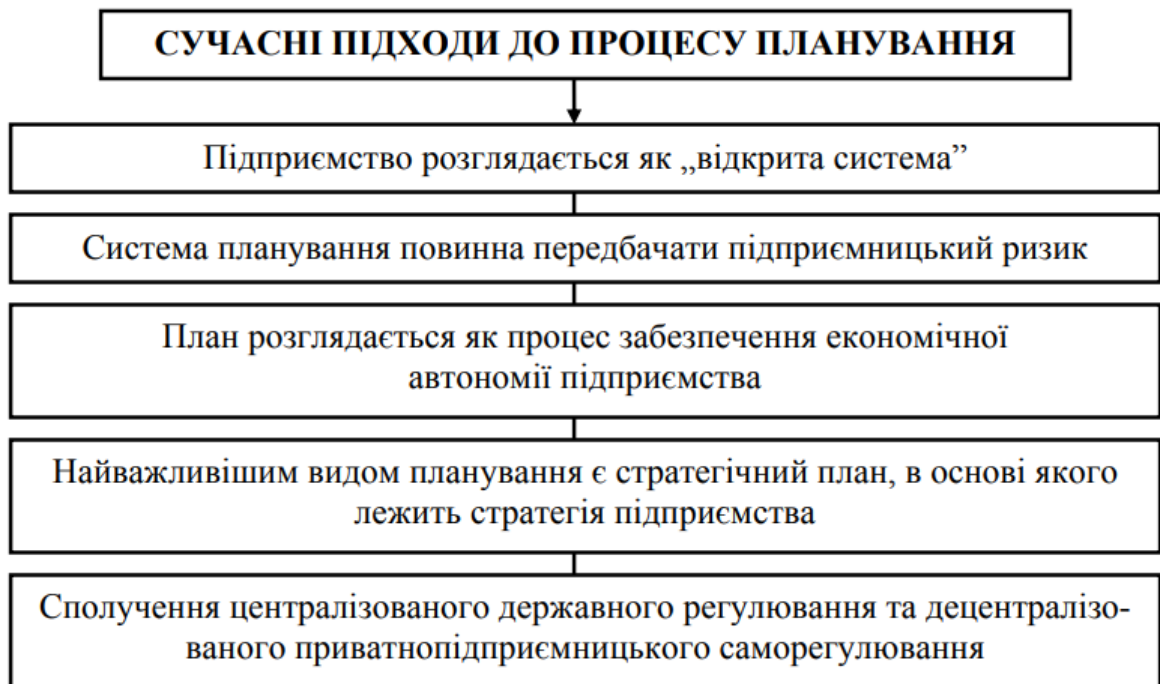 СУЧАСНІ ПІДХОДИ ДО ПРОЦЕСУ ПЛАНУВАННЯ
Підприємство розглядається як „відкрита система”
Система планування повинна передбачати підприємницький ризик
План розглядається як процес забезпечення економічної
автономії підприємства
Найважливішим видом планування є стратегічний план, в основі якого
лежить стратегія підприємства
Сполучення централізованого державного регулювання та децентралізо-
ваного приватнопідприємницького саморегулювання